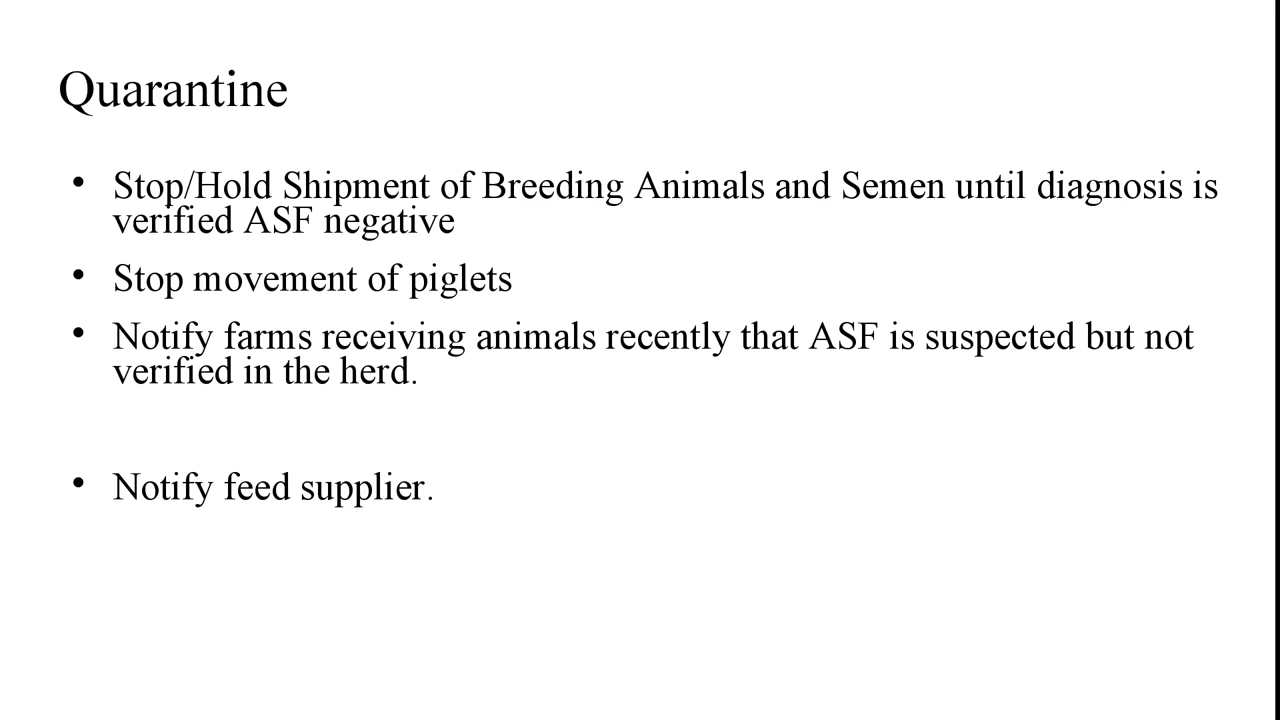 Quarantine
• Stop/Hold Shipment of Breeding Animals and Semen until diagnosis is
verified ASF negative
• Stop movement of piglets
• Notify farms receiving animals recently that ASF is suspected but not
verified in the herd.
• Notify feed supplier.